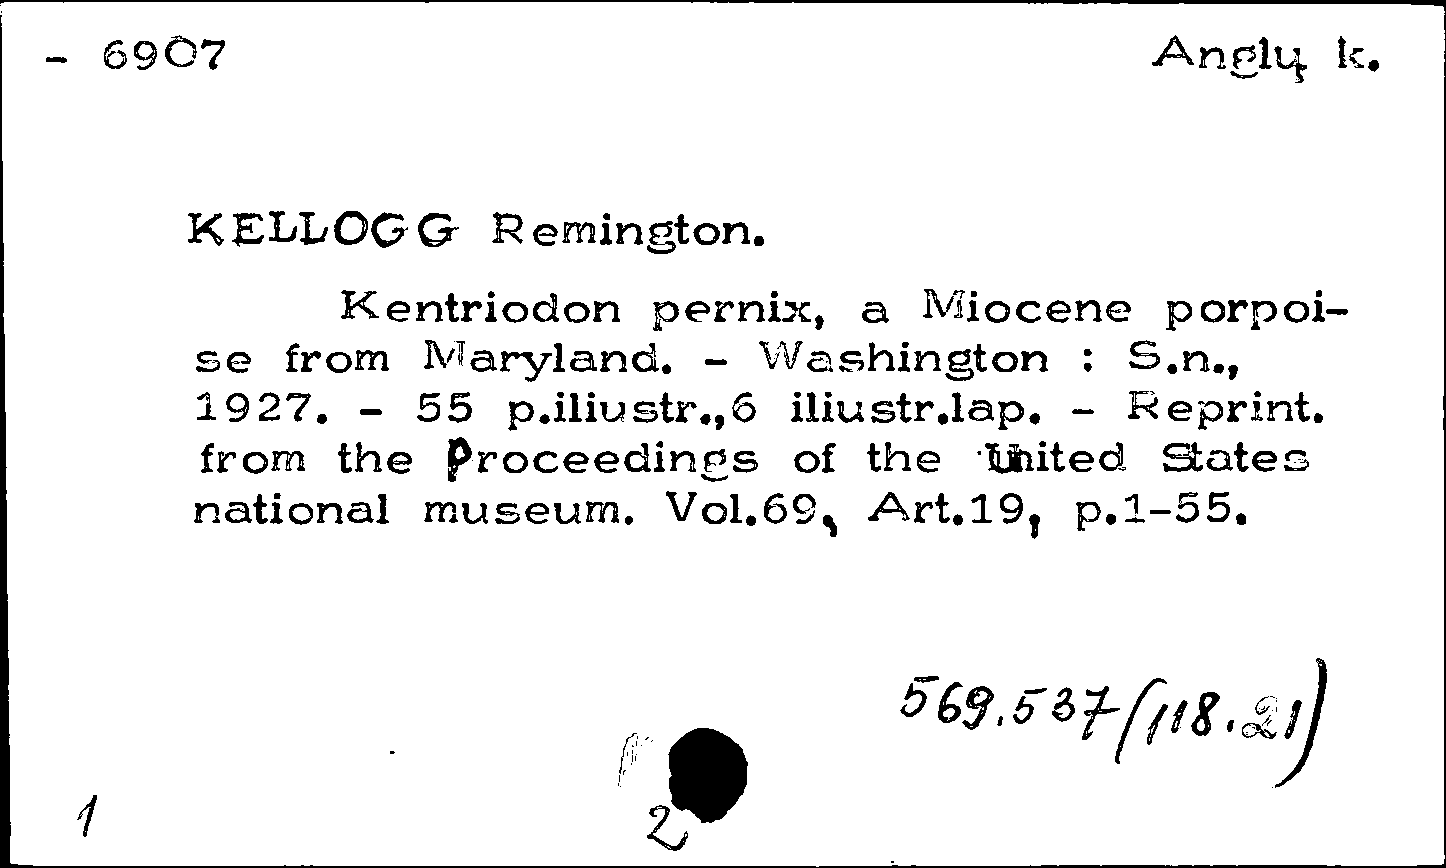 - 6907 Anglų k.
KELLOGG Remington.
Kentriodon pernix, a Miocene porpoi-
se from Maryland. - Washington : S.n.,
1927. - 55 p.iliustr.,6 iliustr.lap. - Reprint.
from the Proceedings of the United States
national museum. Vol.69, Art.19, p.1-55.
569.537/(118.21)
1 2